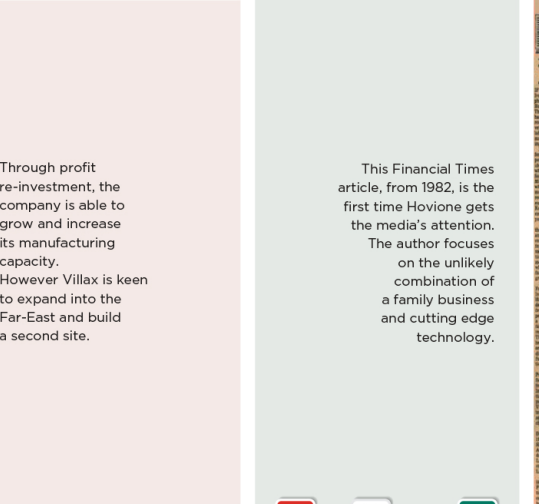 Through profit
re-investment, the
company is able to
grow and increase
its manufacturing
capacity.
However Villax is keen
to expand into the
Far-East and build
a second site.
This Financial Times
article, from 1982, is the
first time Hovione gets
the media's attention.
The author focuses
on the unlikely
combination of
a family business
and cutting edge
technology.